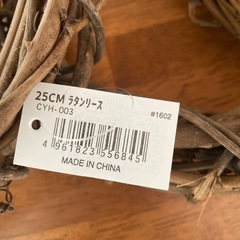 25CM ﾗﾀﾝﾘｰｽ
CYH-003
#1602
4 961823 556845
MADE IN CHINA